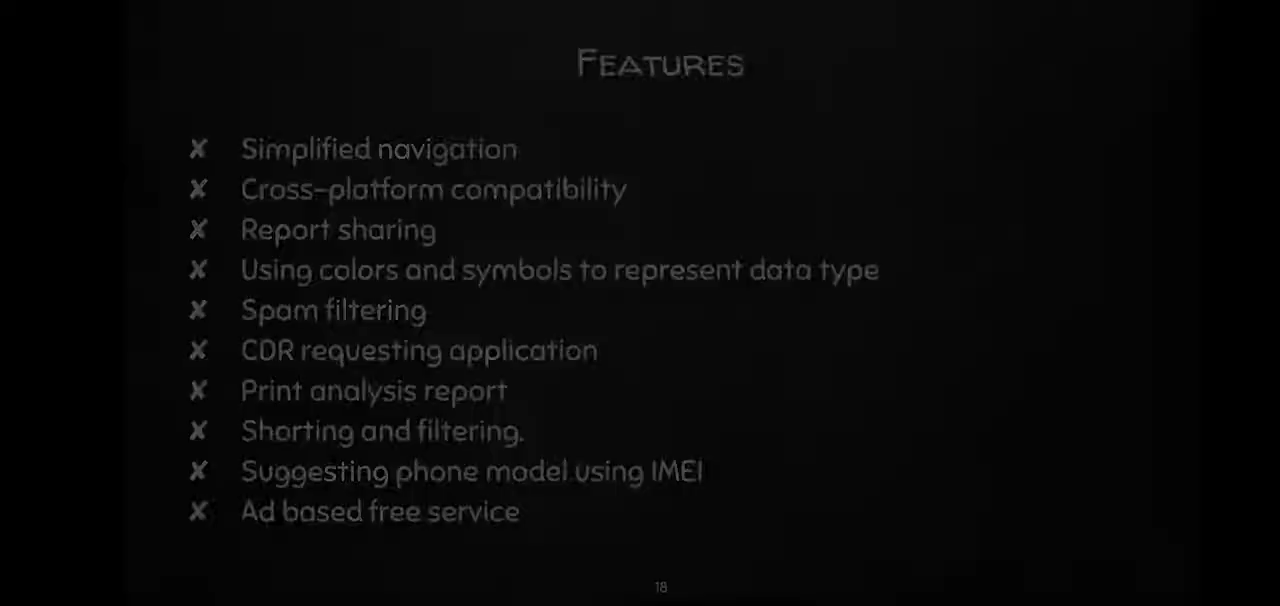 FEATURES
✘ Simplified navigation
✘ Cross-platform compatibility
✘ Report sharing
✘ Using colors and symbols to represent data type
✘ Spam filtering
✘ CDR requesting application
✘ Print analysis report
✘ Shorting and filtering.
✘ Suggesting phone model using IMEI
✘ Ad based free service
18